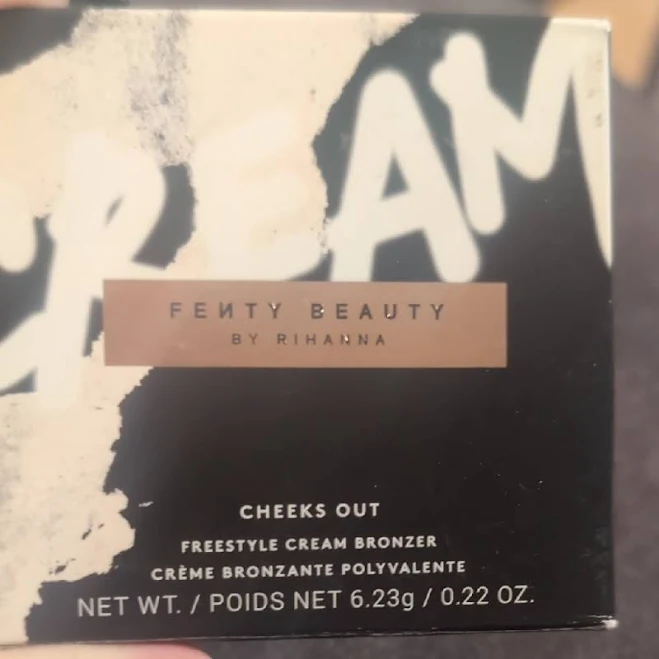 CREAM
FENTY BEAUTY
BY RIHANNA
CHEEKS OUT
FREESTYLE CREAM BRONZER
CRÈME BRONZANTE POLYVALENTE
NET WT. / POIDS NET 6.23g / 0.22 OZ.